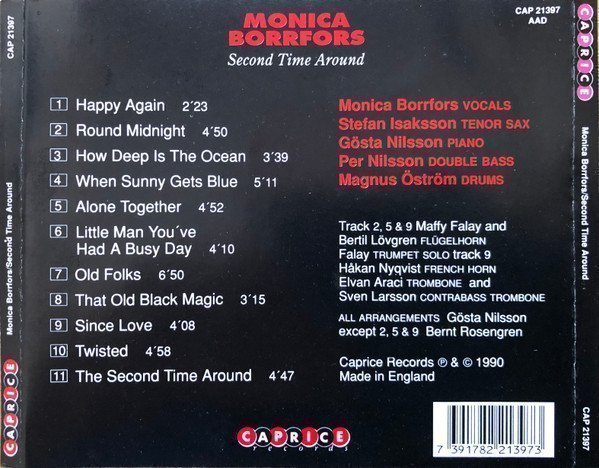 CAP 21397
CAPRICE
Monica Borrfors/Second Time Around
MONICA
BORRFORS
Second Time Around
CAP 21397
AAD
1 Happy Again 2´23
2 Round Midnight 4´50
3 How Deep Is The Ocean 3´39
4 When Sunny Gets Blue 5´11
5 Alone Together 4´52
6 Little Man You´ve
Had A Busy Day 4´10
7 Old Folks 6´50
8 That Old Black Magic 3´15
9 Since Love 4´08
10 Twisted 4´58
11 The Second Time Around 4´47
Monica Borrfors VOCALS
Stefan Isaksson TENOR SAX
Gösta Nilsson PIANO
Per Nilsson DOUBLE BASS
Magnus Öström DRUMS
Track 2, 5 & 9 Maffy Falay and
Bertil Lövgren FLÜGELHORN
Falay TRUMPET SOLO track 9
Håkan Nyqvist FRENCH HORN
Elvan Araci TROMBONE and
Sven Larsson CONTRABASS TROMBONE
ALL ARRANGEMENTS Gösta Nilsson
except 2, 5 & 9 Bernt Rosengren
Caprice Records ℗ & © 1990
Made in England
CAPRICE
records
7 391782 213973
CAPRICE
Monica Borrfors/Second Time Around
CAP 21397